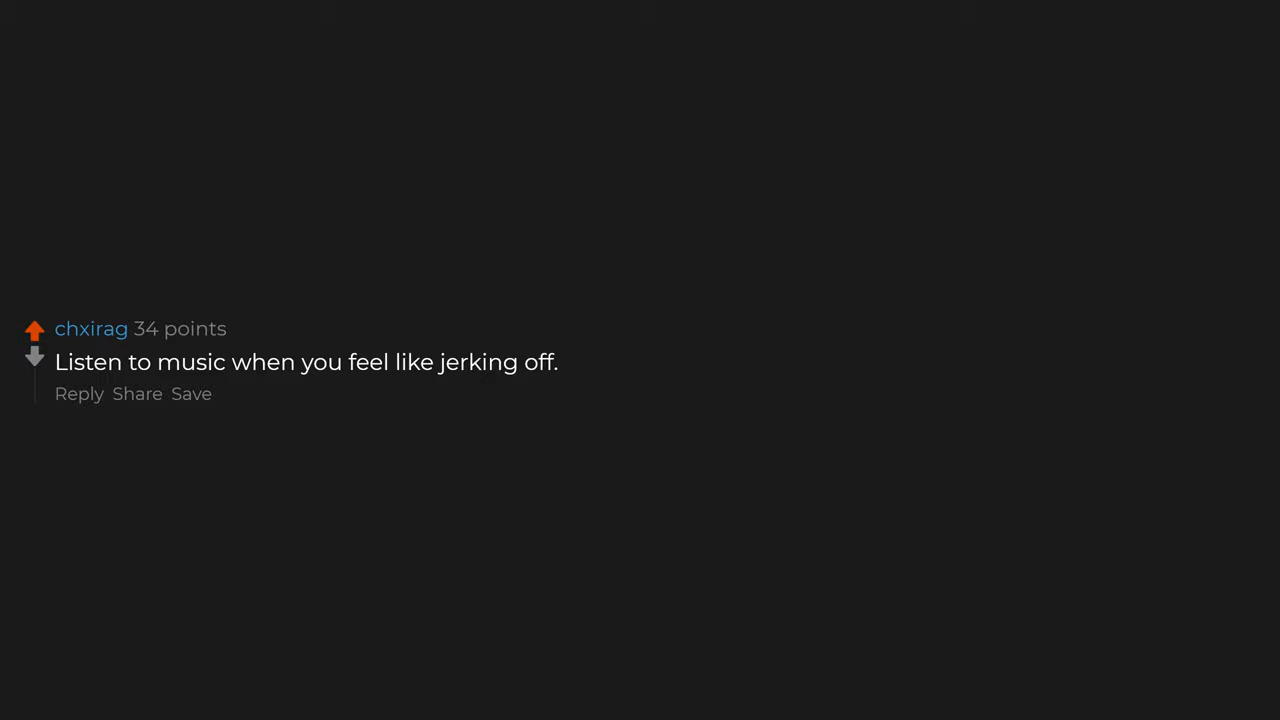 chxirag 34 points
Listen to music when you feel like jerking off.
Reply Share Save